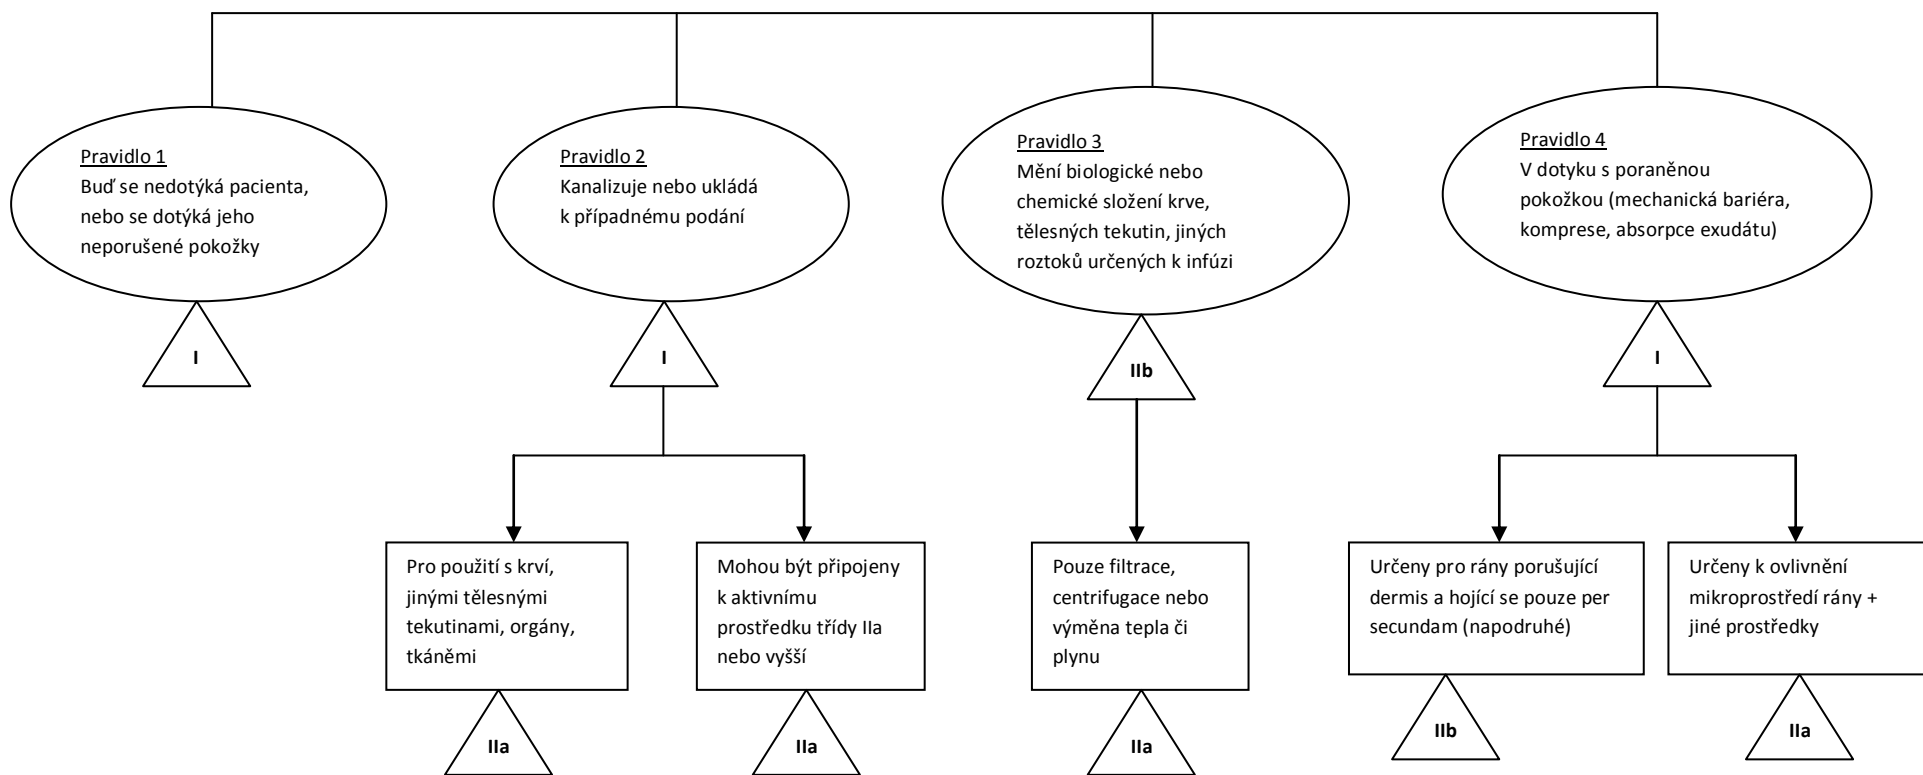 Pravidlo 1
Buď se nedotýká pacienta,
nebo se dotýká jeho
neporušené pokožky
I
Pravidlo 2
Kanalizuje nebo ukládá
k případnému podání
I
Pravidlo 3
Mění biologické nebo
chemické složení krve,
tělesných tekutin, jiných
roztoků určených k infúzi
IIb
Pravidlo 4
V dotyku s poraněnou
pokožkou (mechanická bariéra,
komprese, absorpce exudátu)
I
Pro použití s krví,
jinými tělesnými
tekutinami, orgány,
tkáněmi
IIa
Mohou být připojeny
k aktivnímu
prostředku třídy IIa
nebo vyšší
IIa
Pouze filtrace,
centrifugace nebo
výměna tepla či
plynu
IIa
Určeny pro rány porušující
dermis a hojící se pouze per
secundam (napodruhé)
IIb
Určeny k ovlivnění
mikroprostředí rány +
jiné prostředky
IIa